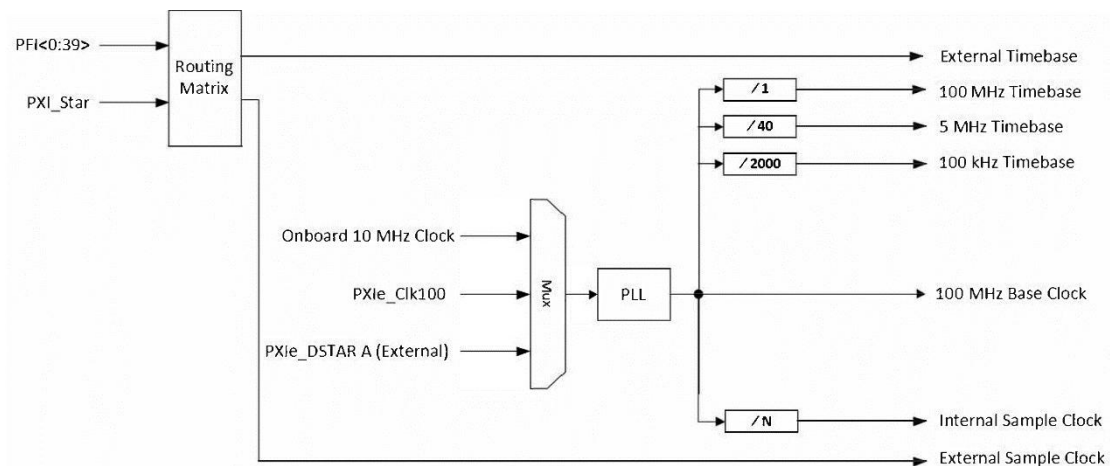 PFI<0:39>
PXI_Star
Routing
Matrix
External Timebase
/1
100 MHz Timebase
/40
5 MHz Timebase
/2000
100 kHz Timebase
Onboard 10 MHz Clock
PXIe_Clk100
PXIe_DSTAR A (External)
Mux
PLL
100 MHz Base Clock
/N
Internal Sample Clock
External Sample Clock